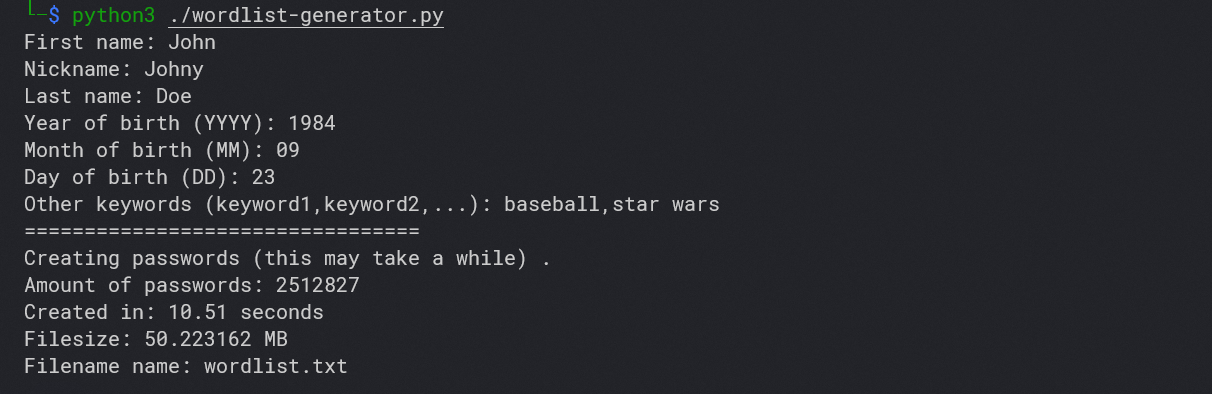 └─$ python3 ./wordlist-generator.py
First name: John
Nickname: Johny
Last name: Doe
Year of birth (YYYY): 1984
Month of birth (MM): 09
Day of birth (DD): 23
Other keywords (keyword1,keyword2,...): baseball,star wars
=================================
Creating passwords (this may take a while) .
Amount of passwords: 2512827
Created in: 10.51 seconds
Filesize: 50.223162 MB
Filename name: wordlist.txt